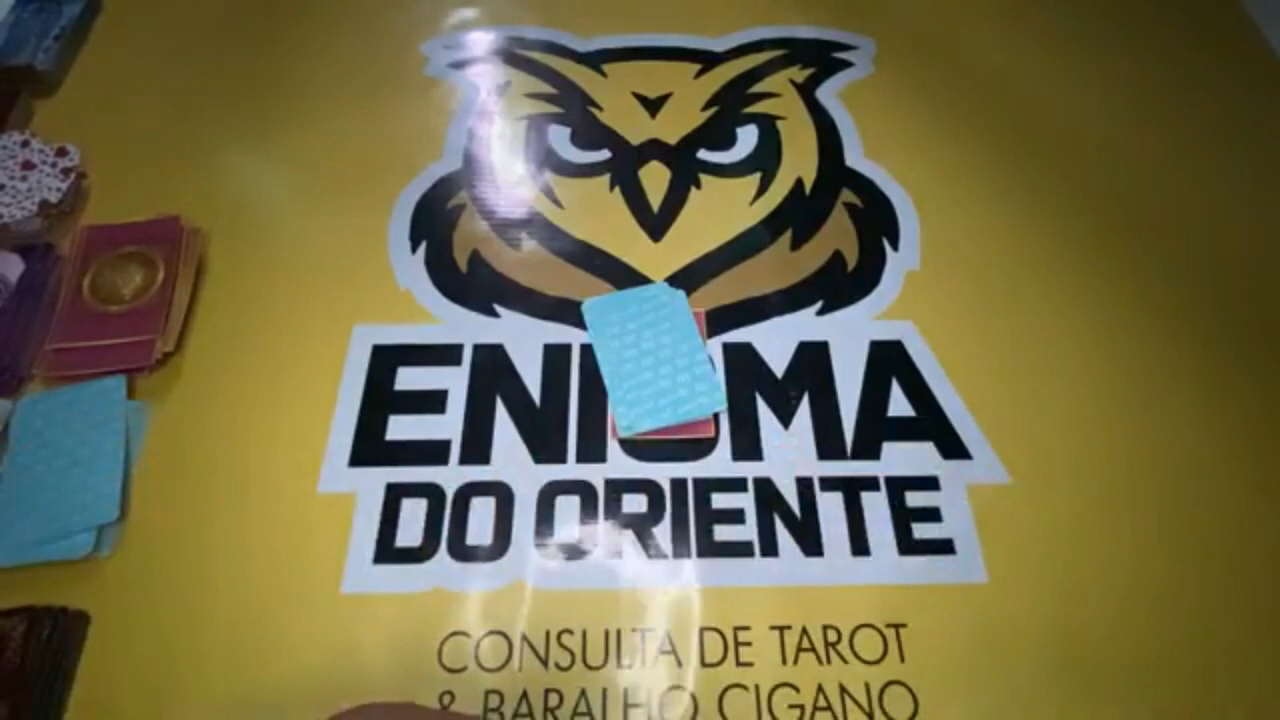 ENIGMA
DO ORIENTE
CONSULTA DE TAROT
& BARALHO CIGANO